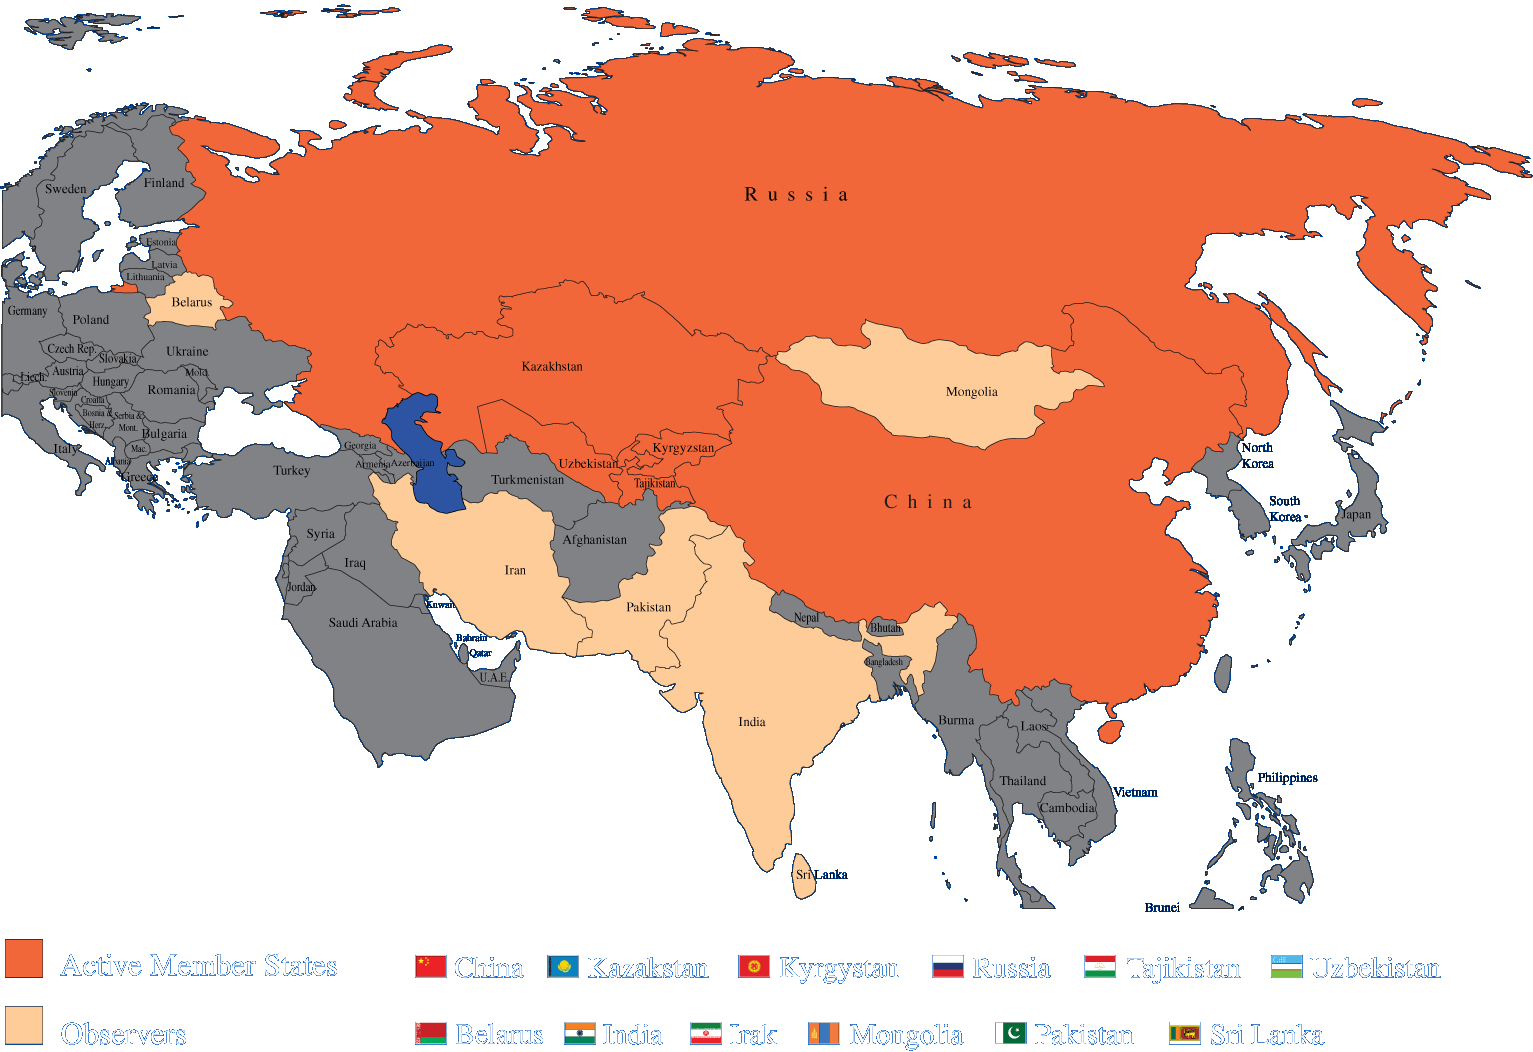 Russia
Sweden
Finland
Estonia
Latvia
Lithuania
Belarus
Germany
Poland
Czech Rep.
Slovakia
Ukraine
Kazakhstan
Liech.
Austria
Hungary
Mold.
Romania
Mongolia
Slovenia
Croatia
Bosnia &
Herz.
Serbia &
Mont.
Bulgaria
Italy
Mac.
Albania
Greece
Georgia
Armenia
Azerbaijan
Turkey
Turkmenistan
Uzbekistan
Kyrgyzstan
Tajikistan
China
North
Korea
South
Korea
Japan
Syria
Iraq
Jordan
Iran
Afghanistan
Kuwait
Saudi Arabia
Bahrain
Qatar
U.A.E.
Pakistan
Nepal
Bhutah
Bangladesh
India
Burma
Laos
Thailand
Cambodia
Vietnam
Philippines
Sri Lanka
Brunei
Active Member States
China
Kazakstan
Kyrgystan
Russia
Tajikistan
Uzbekistan
Observers
Belarus
India
Irak
Mongolia
Pakistan
Sri Lanka